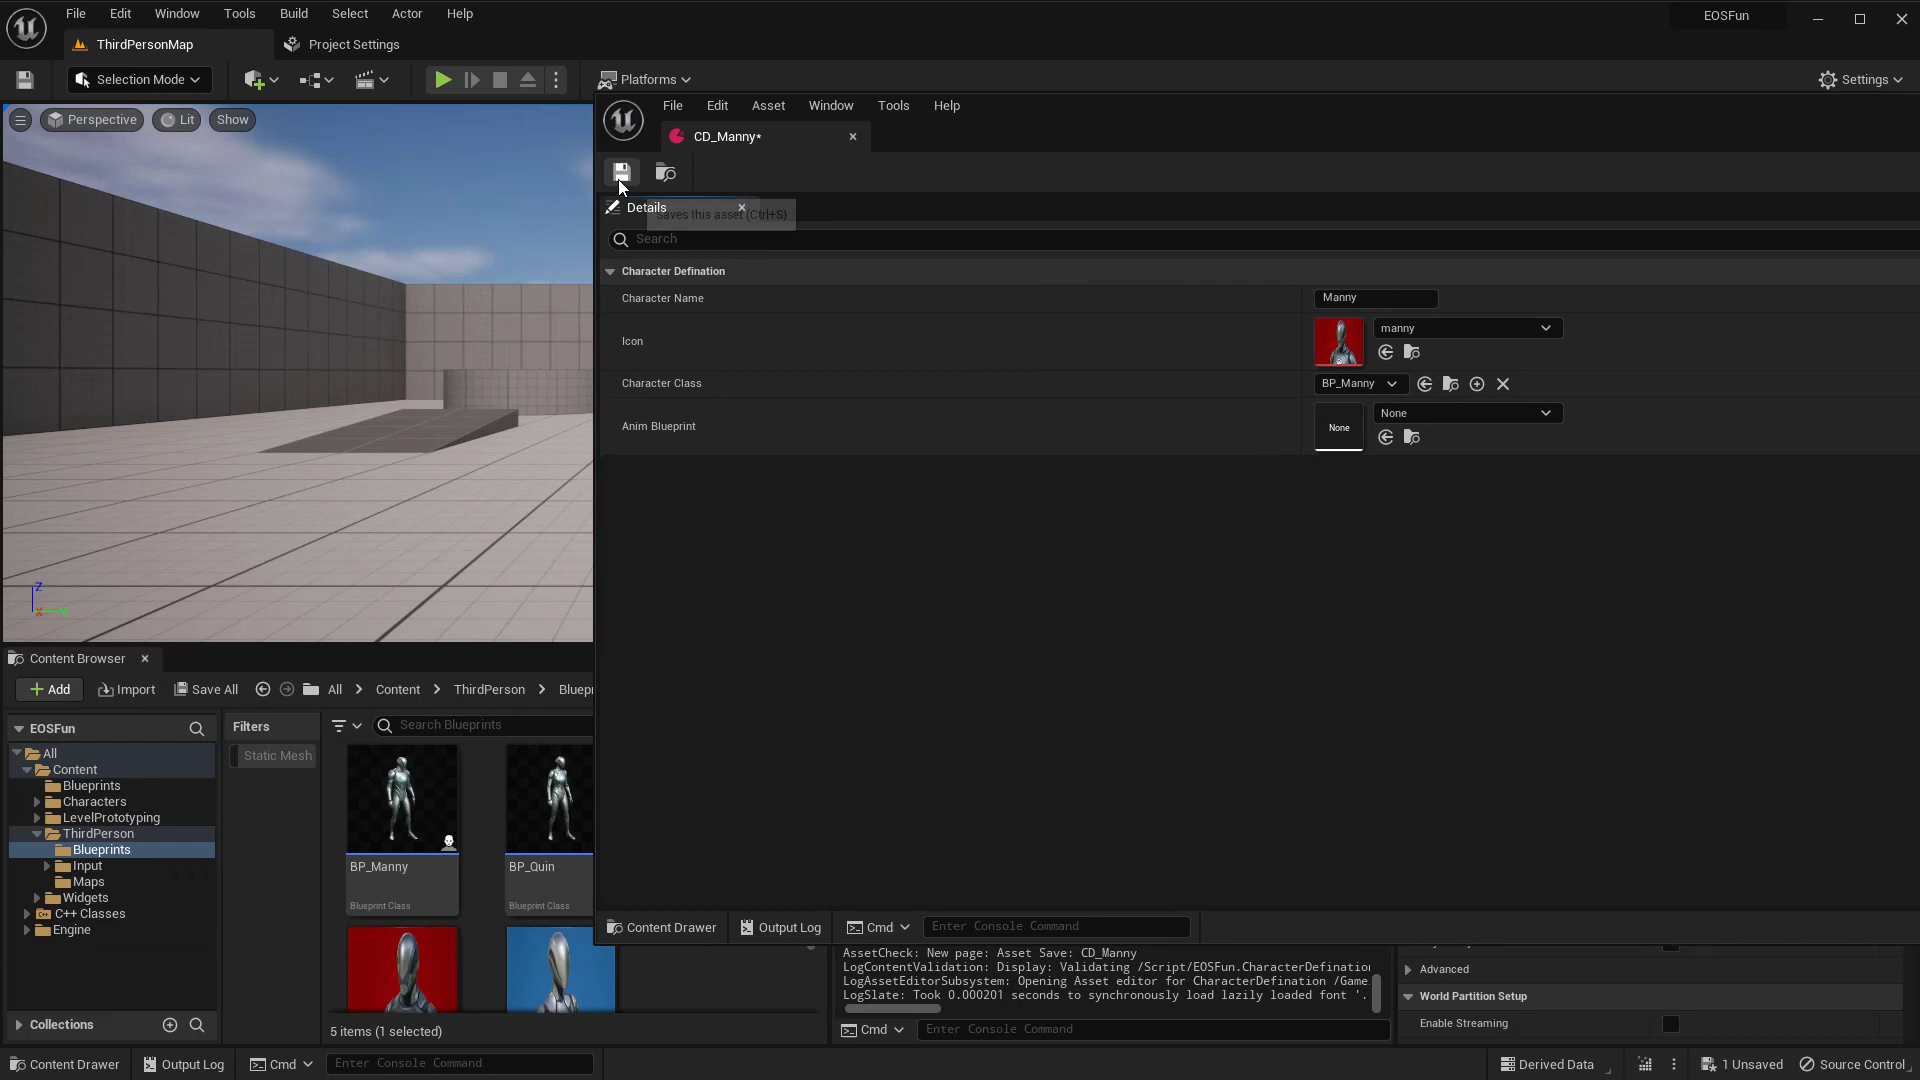 File Edit Window Tools Build Select Actor Help
EOSFun
ThirdPersonMap
Project Settings
Selection Mode
Platforms
Settings
Perspective
Lit
Show
File Edit Asset Window Tools Help
CD_Manny*
Details
Saves this asset (Ctrl+S)
Search
Character Defination
Character Name
Manny
Icon
manny
Character Class
BP_Manny
Anim Blueprint
None
None
Z
Content Drawer
Output Log
Cmd
Enter Console Command
Content Browser
Add
Import
Save All
All
Content
ThirdPerson
Bluep
EOSFun
Filters
Search Blueprints
Static Mesh
All
Content
Blueprints
Characters
LevelPrototyping
ThirdPerson
Blueprints
Input
Maps
Widgets
C++ Classes
Engine
BP_Manny
Blueprint Class
BP_Quin
Blueprint Class
Collections
5 items (1 selected)
AssetCheck: New page: Asset Save: CD_Manny
LogContentValidation: Display: Validating /Script/EOSFun.CharacterDefination
LogAssetEditorSubsystem: Opening Asset editor for CharacterDefination /Game
LogSlate: Took 0.000201 seconds to synchronously load lazily loaded font '.
Cmd
Enter Console Command
Advanced
World Partition Setup
Enable Streaming
Content Drawer
Output Log
Cmd
Enter Console Command
Derived Data
1 Unsaved
Source Control